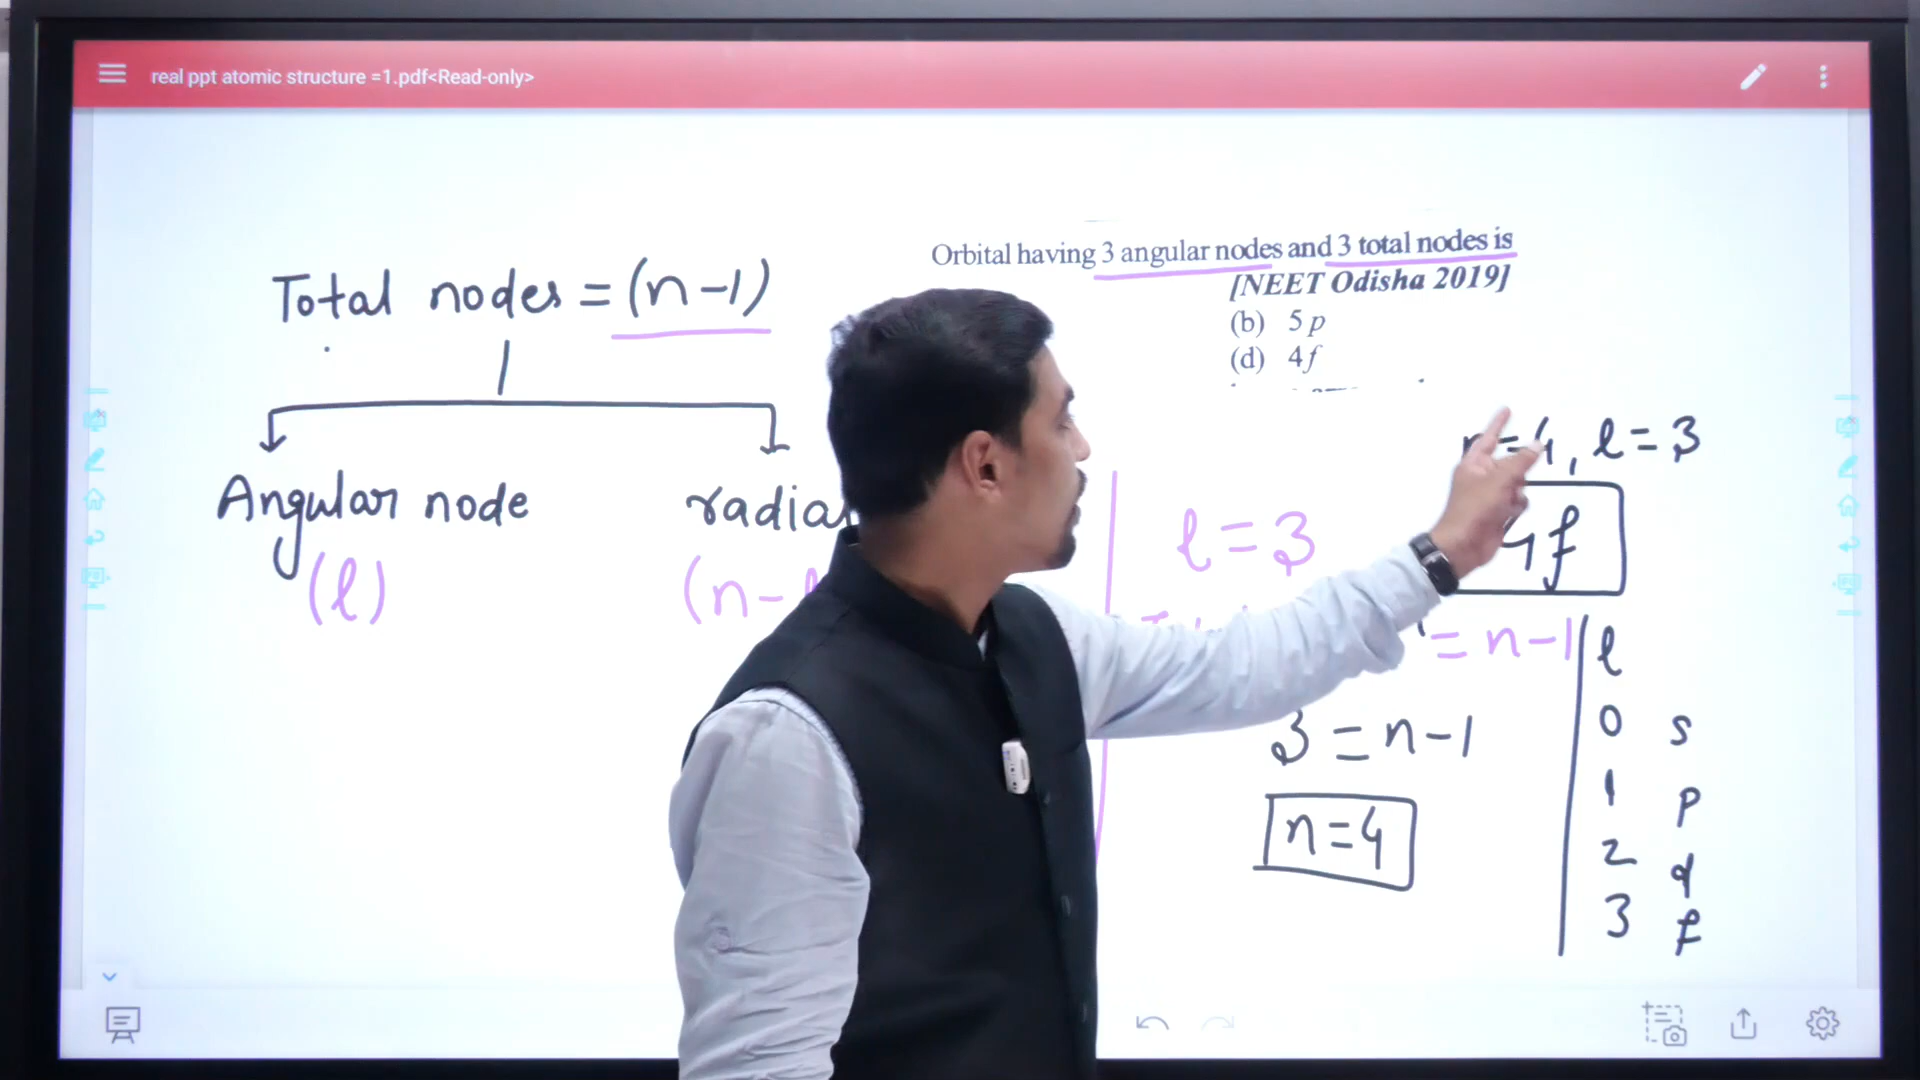 real ppt atomic structure =1.pdf<Read-only>
Total nodes = (n-1)
Angular node
(l)
Orbital having 3 angular nodes and 3 total nodes is
[NEET Odisha 2019]
(b) 5p
(d) 4f
n=4, l=3
4f
l=3
= n-1
3 = n-1
n=4
l
0 s
1 p
2 d
3 f